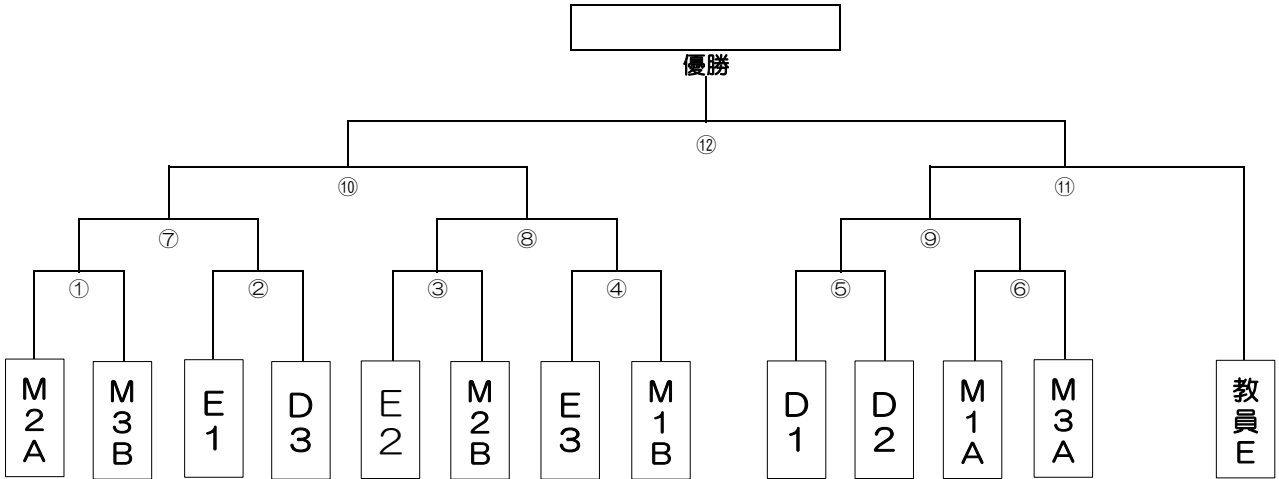 優勝
⑫
⑩ ⑪
⑦ ⑧ ⑨
① ② ③ ④ ⑤ ⑥
M2A
M3B
E1
D3
E2
M2B
E3
M1B
D1
D2
M1A
M3A
教員E